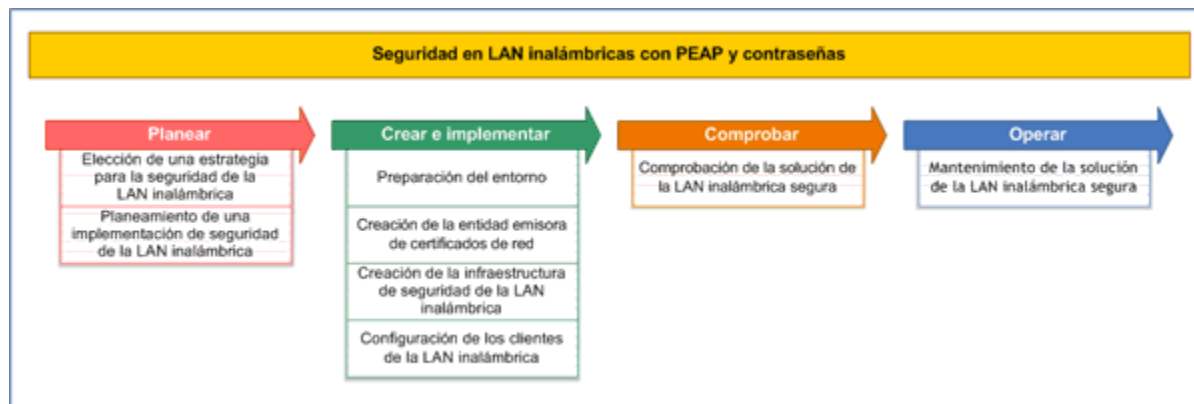 Seguridad en LAN inalámbricas con PEAP y contraseñas
Planear
Elección de una estrategia
para la seguridad de la
LAN inalámbrica
Planeamiento de una
implementación de seguridad
de la LAN inalámbrica
Crear e implementar
Preparación del entorno
Creación de la entidad emisora
de certificados de red
Creación de la infraestructura
de seguridad de la LAN
inalámbrica
Configuración de los clientes
de la LAN inalámbrica
Comprobar
Comprobación de la solución de
la LAN inalámbrica segura
Operar
Mantenimiento de la solución
de la LAN inalámbrica segura